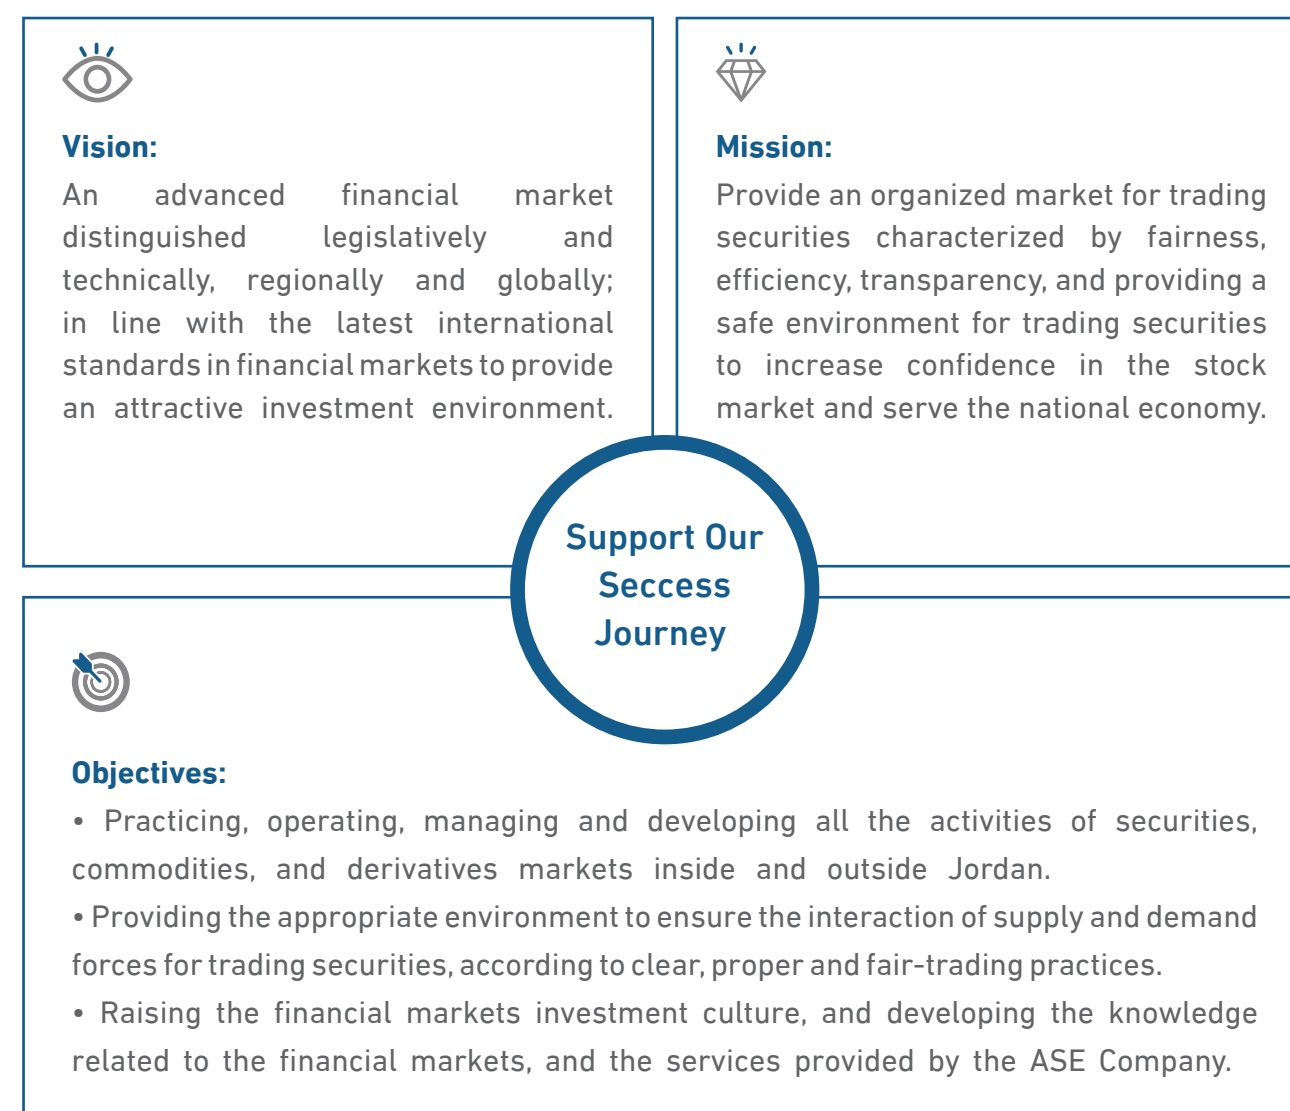 Vision:
An advanced financial market
distinguished legislatively and
technically, regionally and globally;
in line with the latest international
standards in financial markets to provide
an attractive investment environment.
Mission:
Provide an organized market for trading
securities characterized by fairness,
efficiency, transparency, and providing a
safe environment for trading securities
to increase confidence in the stock
market and serve the national economy.
Support Our
Seccess
Journey
Objectives:
• Practicing, operating, managing and developing all the activities of securities,
commodities, and derivatives markets inside and outside Jordan.
• Providing the appropriate environment to ensure the interaction of supply and demand
forces for trading securities, according to clear, proper and fair-trading practices.
• Raising the financial markets investment culture, and developing the knowledge
related to the financial markets, and the services provided by the ASE Company.